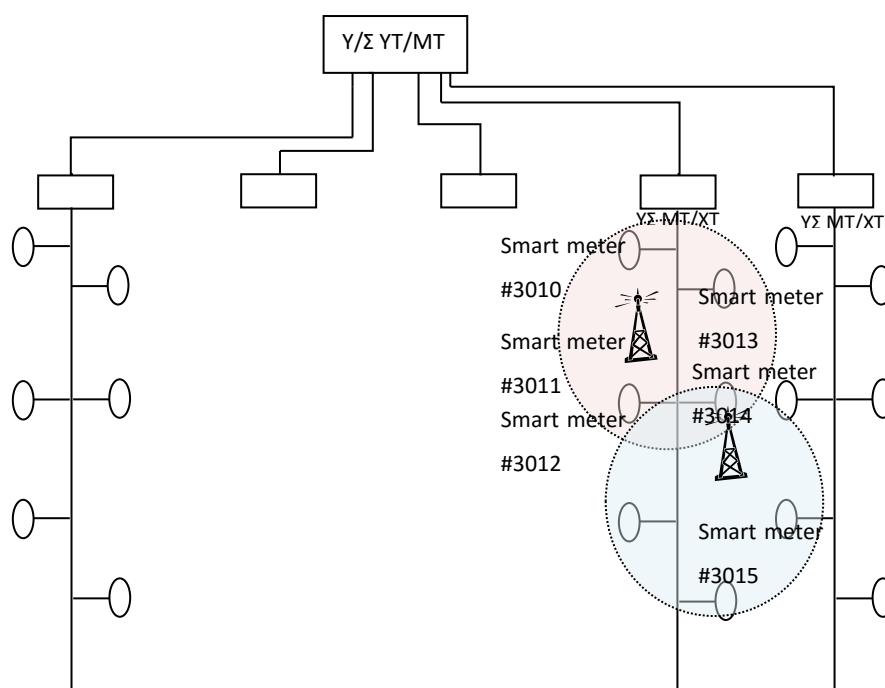 Υ/Σ ΥΤ/ΜΤ
ΥΣ ΜΤ/ΧΤ
ΥΣ ΜΤ/ΧΤ
Smart meter
#3010
Smart meter
#3013
Smart meter
#3011
Smart meter
#3014
Smart meter
#3012
Smart meter
#3015